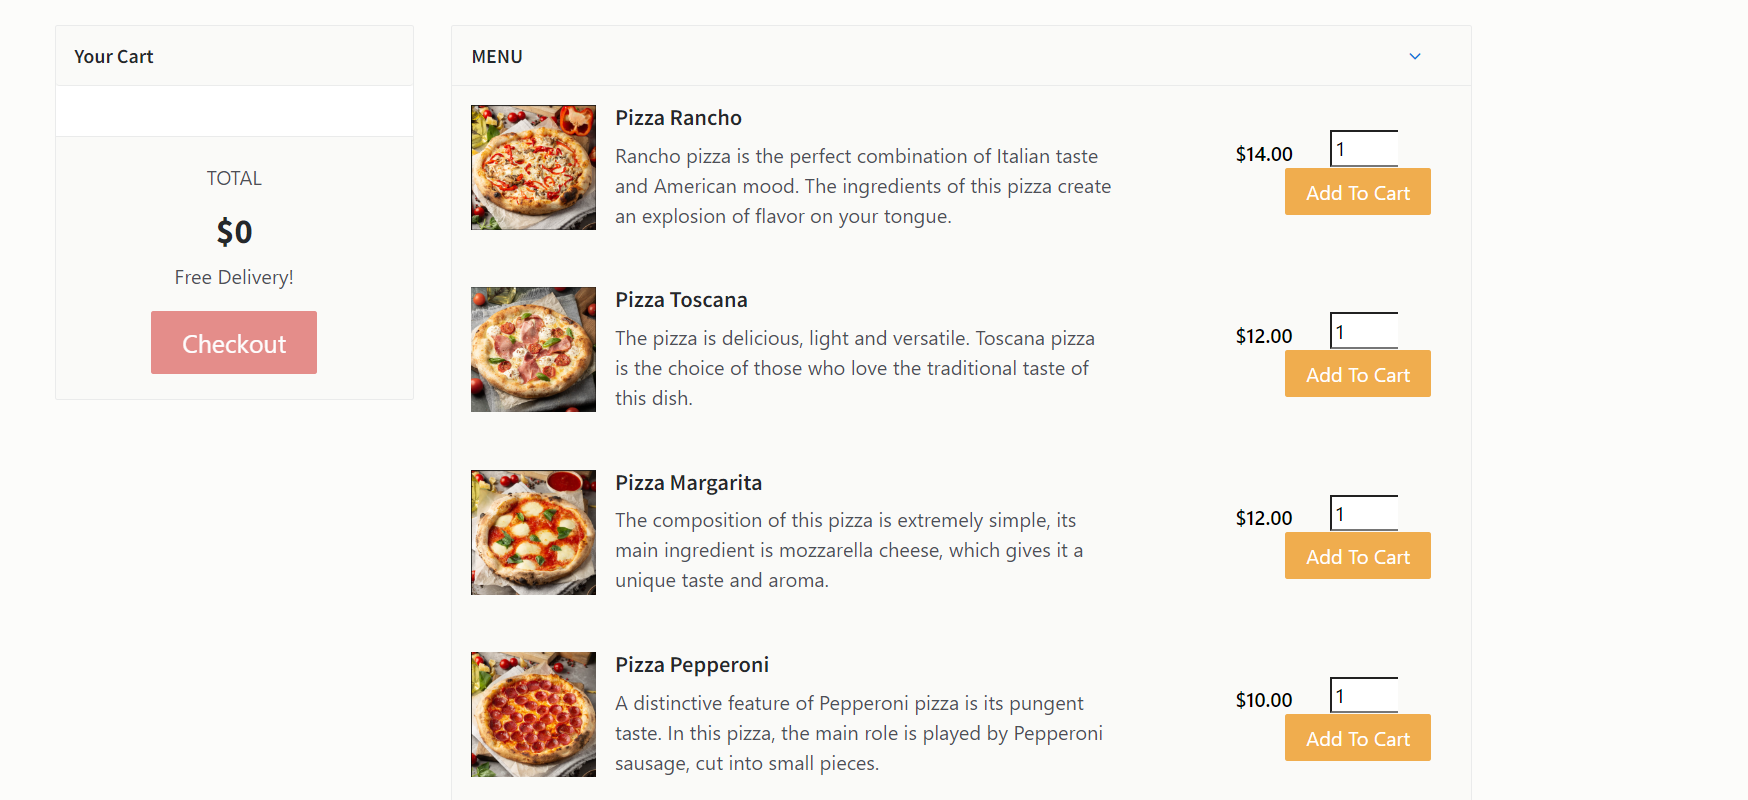 Your Cart
TOTAL
$0
Free Delivery!
Checkout
MENU
Pizza Rancho
Rancho pizza is the perfect combination of Italian taste
and American mood. The ingredients of this pizza create
an explosion of flavor on your tongue.
$14.00
1
Add To Cart
Pizza Toscana
The pizza is delicious, light and versatile. Toscana pizza
is the choice of those who love the traditional taste of
this dish.
$12.00
1
Add To Cart
Pizza Margarita
The composition of this pizza is extremely simple, its
main ingredient is mozzarella cheese, which gives it a
unique taste and aroma.
$12.00
1
Add To Cart
Pizza Pepperoni
A distinctive feature of Pepperoni pizza is its pungent
taste. In this pizza, the main role is played by Pepperoni
sausage, cut into small pieces.
$10.00
1
Add To Cart